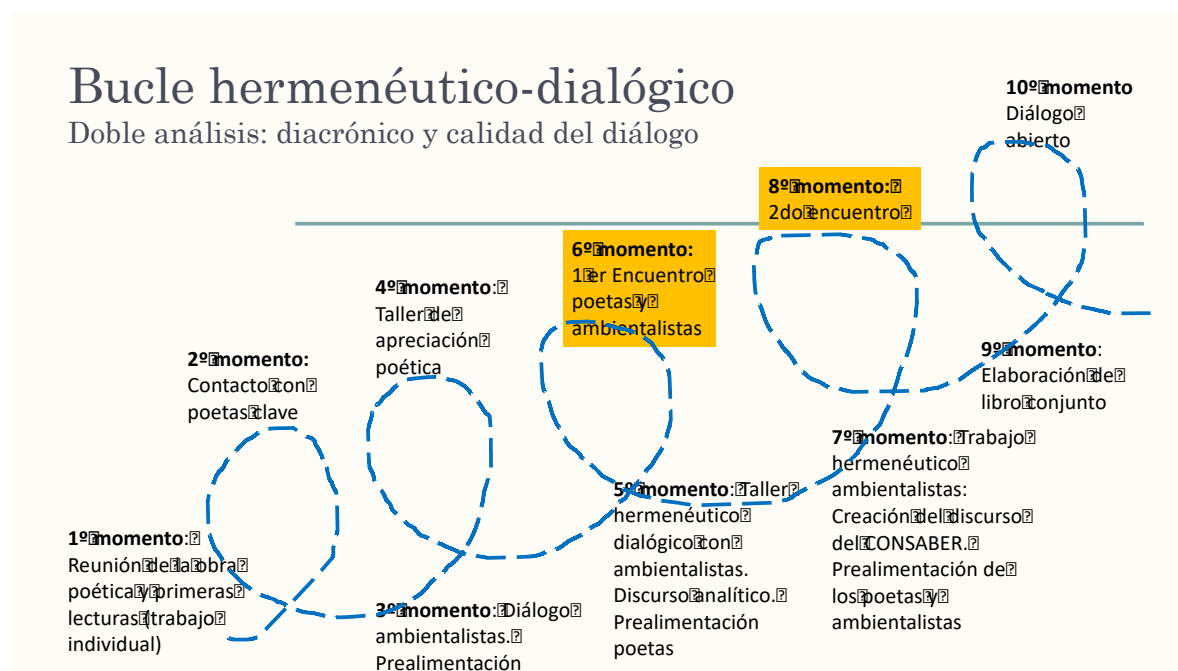 Bucle hermenéutico-dialógico
Doble análisis: diacrónico y calidad del diálogo
1º momento:
Reunión de la obra
poética y primeras
lecturas (trabajo
individual)
2º momento:
Contacto con
poetas clave
3º momento: Diálogo
ambientalistas.
Prealimentación
4º momento:
Taller de
apreciación
poética
5º momento: Taller
hermenéutico
dialógico con
ambientalistas.
Discurso analítico.
Prealimentación
poetas
6º momento:
1 er Encuentro
poetas y
ambientalistas
7º momento: Trabajo
hermenéutico
ambientalistas:
Creación del discurso
del CONSABER.
Prealimentación de
los poetas y
ambientalistas
8º momento:
2do encuentro
9º momento:
Elaboración de
libro conjunto
10º momento
Diálogo
abierto